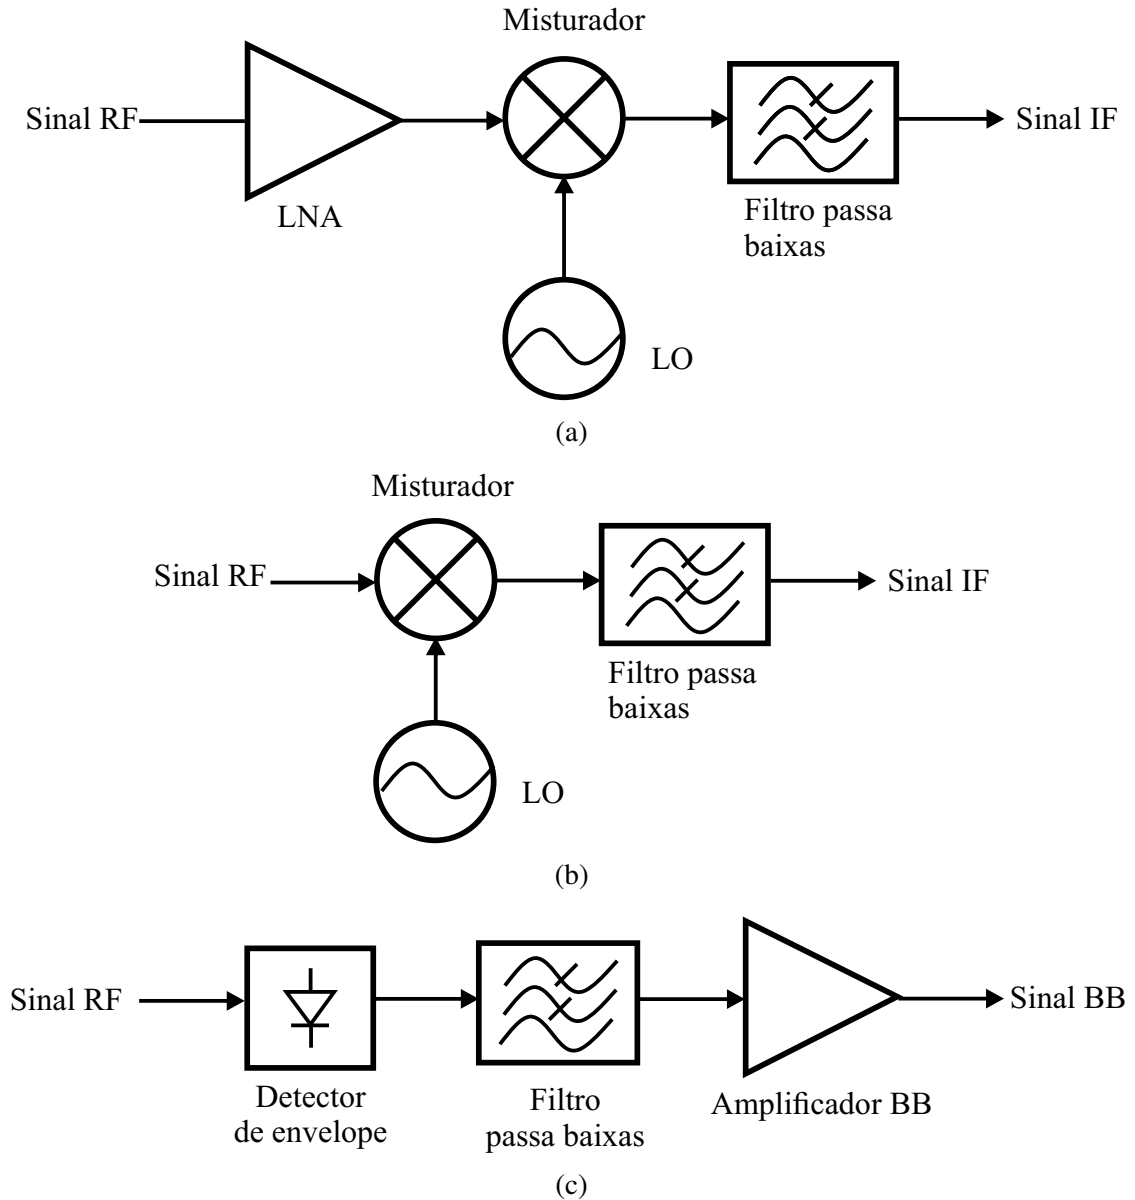 Misturador
Sinal RF
Sinal IF
LNA
Filtro passa
baixas
LO
(a)
Misturador
Sinal RF
Sinal IF
Filtro passa
baixas
LO
(b)
Sinal RF
Sinal BB
Detector
de envelope
Filtro
passa baixas
Amplificador BB
(c)